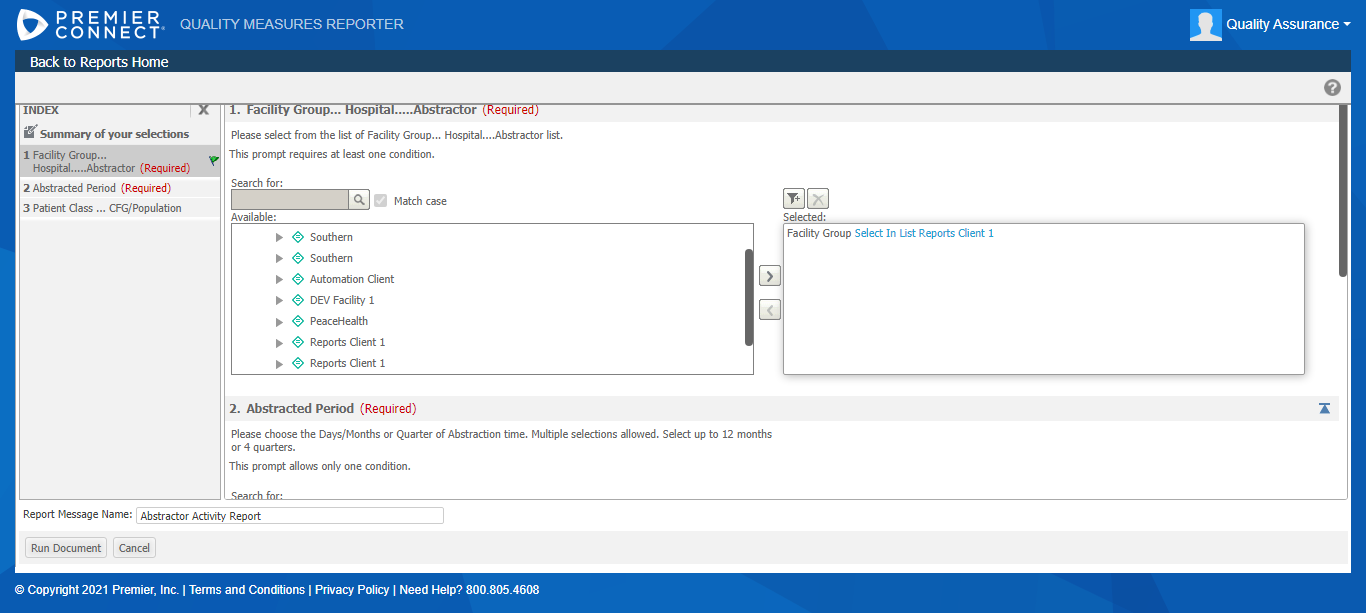 PREMIER
CONNECT
QUALITY MEASURES REPORTER
Quality Assurance
Back to Reports Home
?
INDEX
X
Summary of your selections
1 Facility Group...
Hospital.....Abstractor (Required)
2 Abstracted Period (Required)
3 Patient Class ... CFG/Population
1. Facility Group... Hospital.....Abstractor (Required)
Please select from the list of Facility Group... Hospital....Abstractor list.
This prompt requires at least one condition.
Search for:
Match case
Available:
Southern
Southern
Automation Client
DEV Facility 1
PeaceHealth
Reports Client 1
Reports Client 1
Selected:
Facility Group Select In List Reports Client 1
2. Abstracted Period (Required)
Please choose the Days/Months or Quarter of Abstraction time. Multiple selections allowed. Select up to 12 months
or 4 quarters.
This prompt allows only one condition.
Search for:
Report Message Name: Abstractor Activity Report
Run Document Cancel
© Copyright 2021 Premier, Inc. | Terms and Conditions | Privacy Policy | Need Help? 800.805.4608